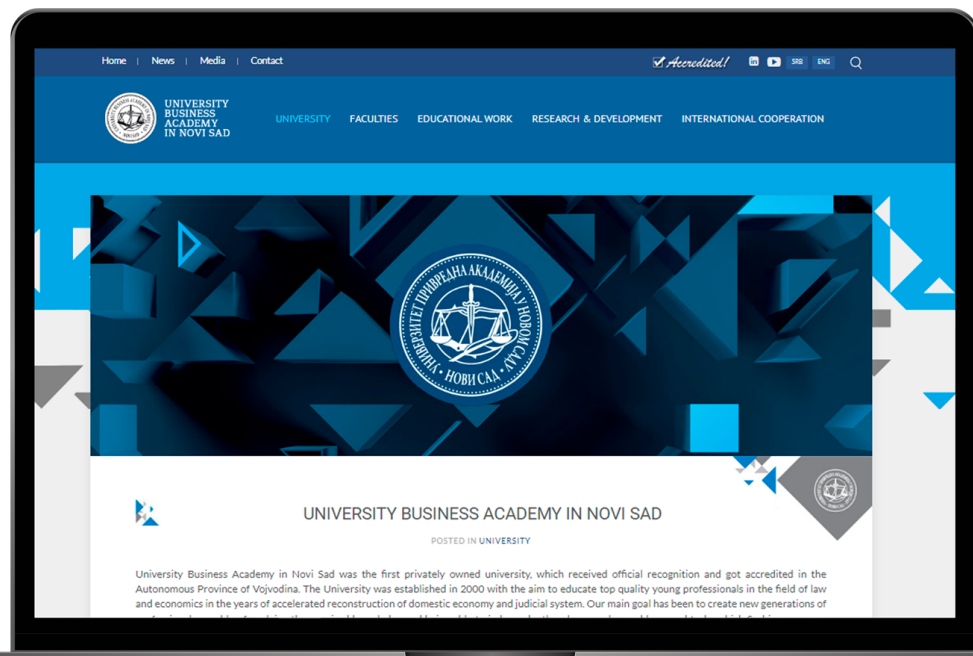 Home | News | Media | Contact
Accredited! in SRB ENG
UNIVERSITY
BUSINESS
ACADEMY
IN NOVI SAD
UNIVERSITY FACULTIES EDUCATIONAL WORK RESEARCH & DEVELOPMENT INTERNATIONAL COOPERATION
УНИВЕРЗИТЕТ ПРИВРЕДНА АКАДЕМИЈА У НОВОМ САДУ
НОВИ САД
UNIVERSITY BUSINESS ACADEMY IN NOVI SAD
POSTED IN UNIVERSITY
University Business Academy in Novi Sad was the first privately owned university, which received official recognition and got accredited in the
Autonomous Province of Vojvodina. The University was established in 2000 with the aim to educate top quality young professionals in the field of law
and economics in the years of accelerated reconstruction of domestic economy and judicial system. Our main goal has been to create new generations of